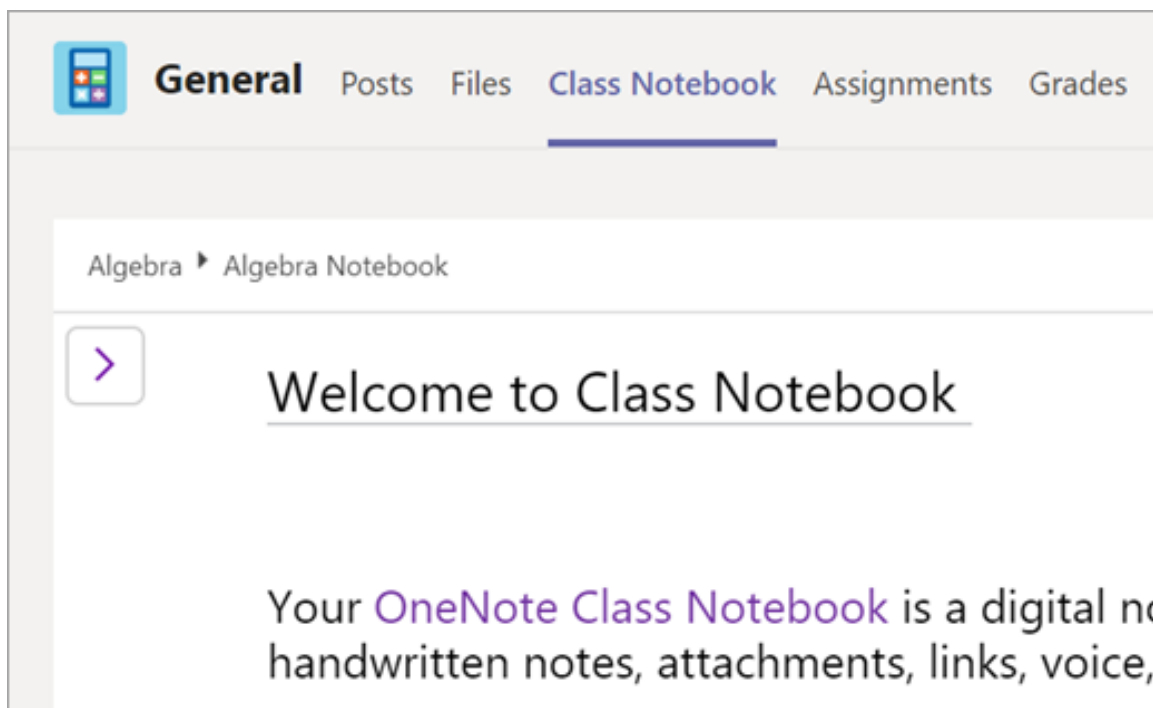 General Posts Files Class Notebook Assignments Grades
Algebra Algebra Notebook
Welcome to Class Notebook
Your OneNote Class Notebook is a digital
handwritten notes, attachments, links, voice,